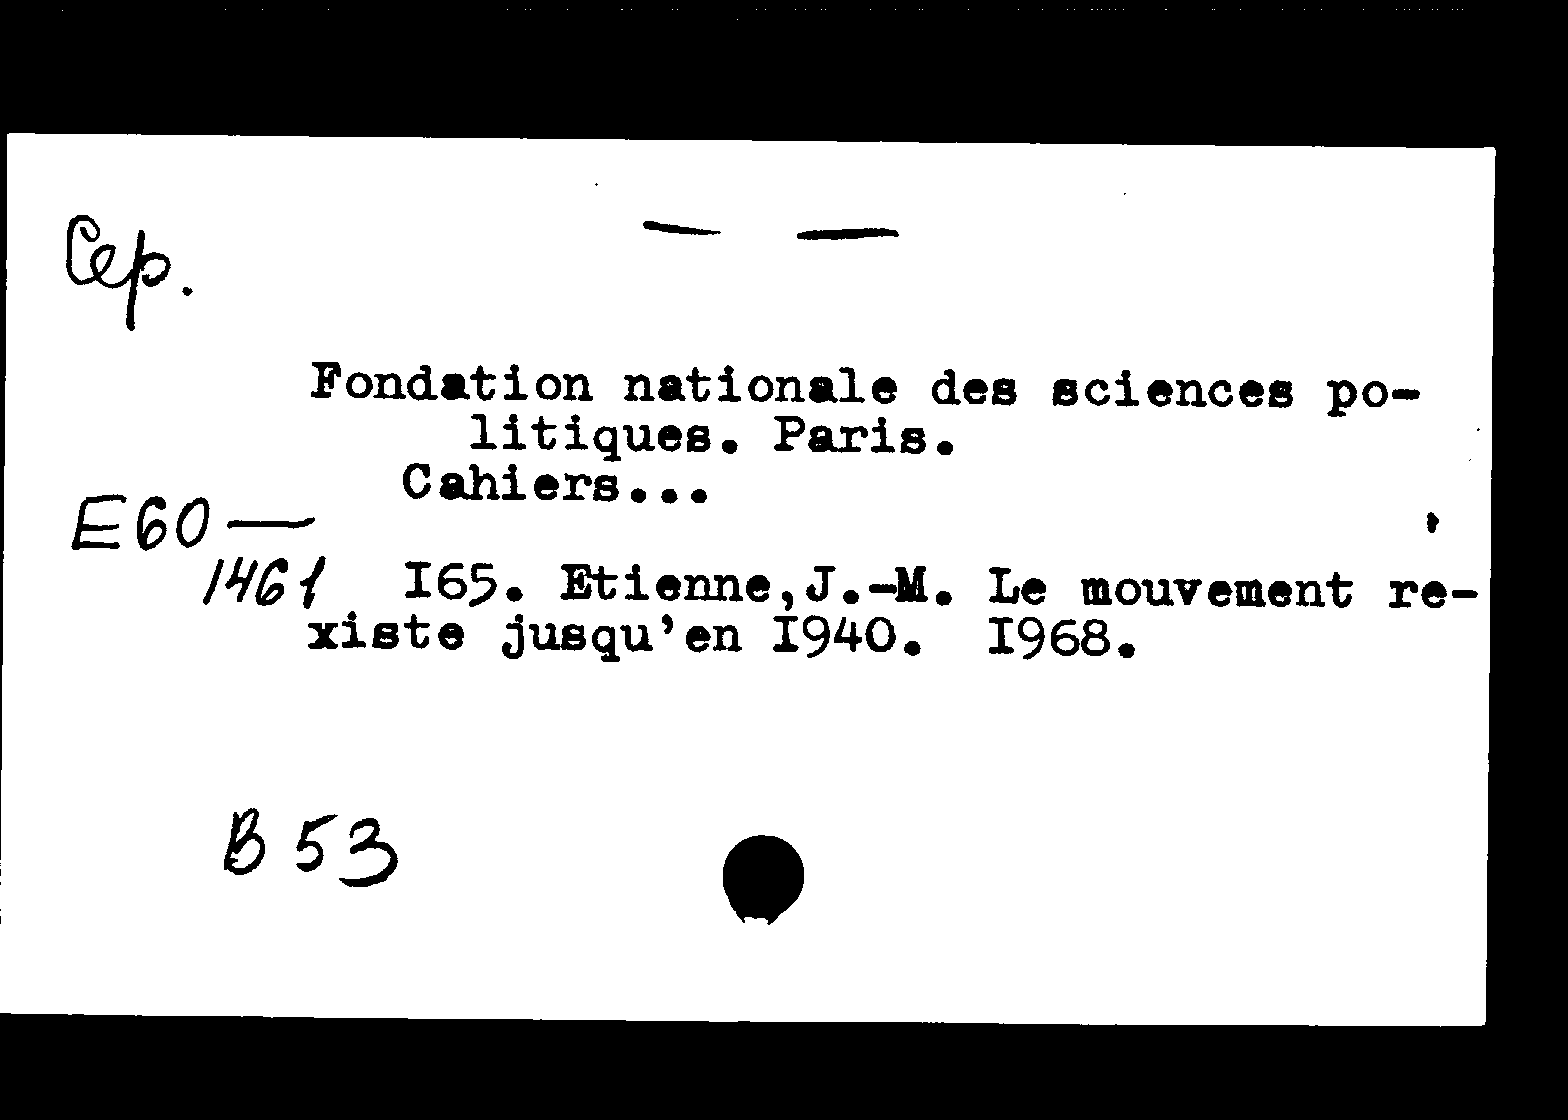 Сер.
— —
Fondation nationale des sciences po-
litiques. Paris.
Cahiers...
E60—
1461
I65. Etienne,J.-M. Le mouvement re-
xiste jusqu'en I940. I968.
B 53